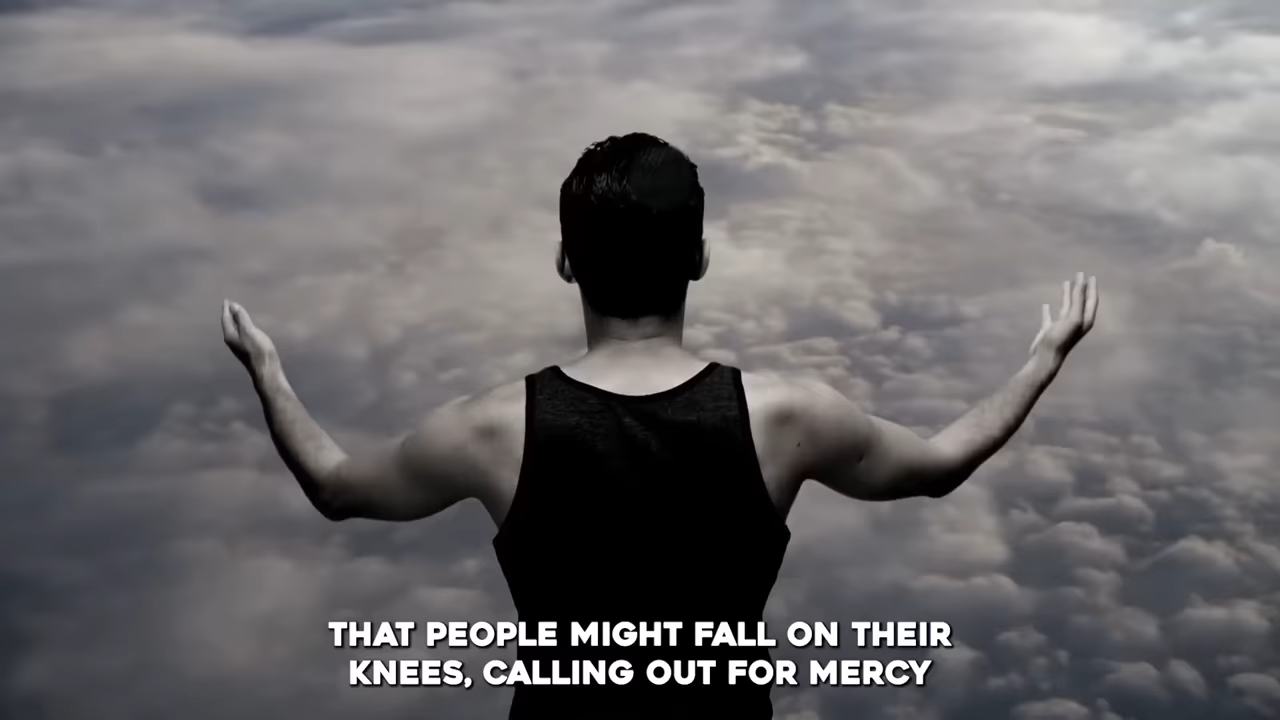 THAT PEOPLE MIGHT FALL ON THEIR
KNEES, CALLING OUT FOR MERCY